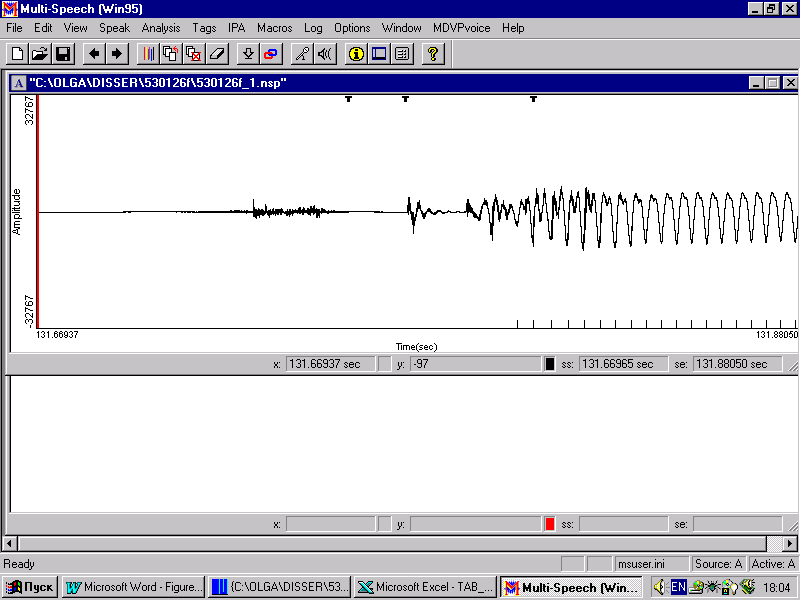 Multi-Speech (Win95)
File Edit View Speak Analysis Tags IPA Macros Log Options Window MDVPvoice Help
A "C:\OLGA\DISSER\530126f\530126f_1.nsp"
32767
Amplitude
-32767
131.66937 131.88050
Time(sec)
x: 131.66937 sec y: -97 ss: 131.66965 sec se: 131.88050 sec
x: y: ss: se:
Ready msuser.ini Source: A Active: A
Пуск Microsoft Word - Figure... {C:\OLGA\DISSER\53... Microsoft Excel - TAB_... Multi-Speech (Win... EN 18:04